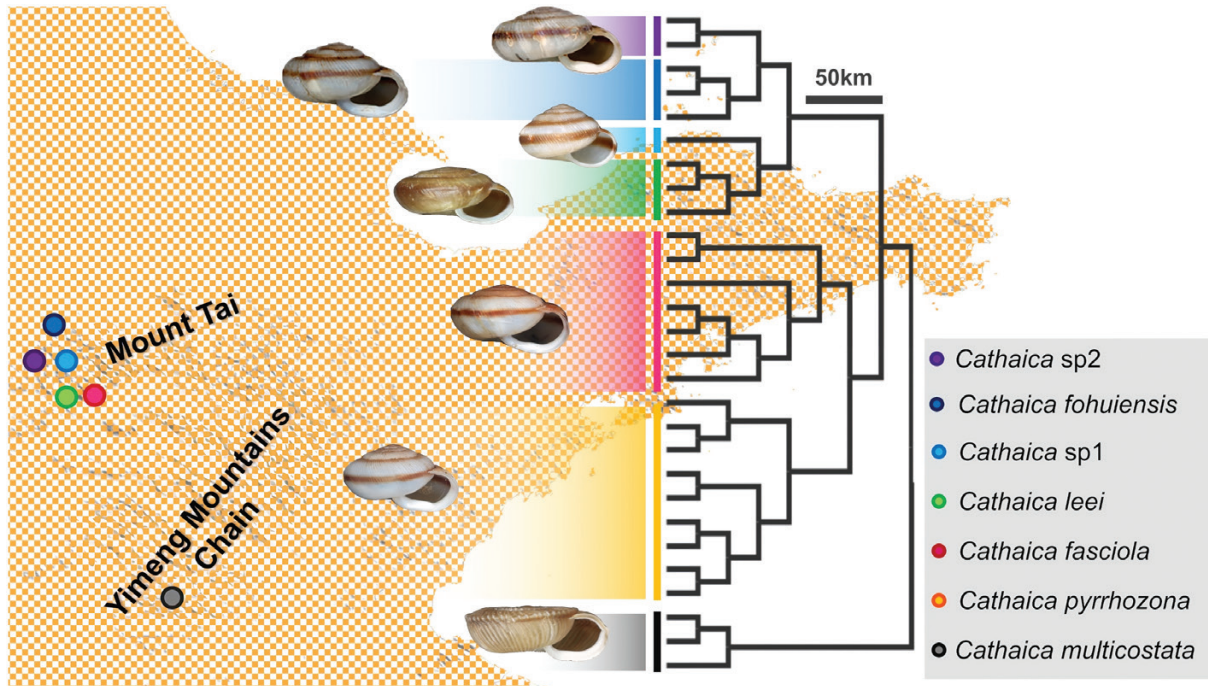 50km
Mount Tai
Yimeng Mountains
Chain
Cathaica sp2
Cathaica fohuiensis
Cathaica sp1
Cathaica leei
Cathaica fasciola
Cathaica pyrrhozona
Cathaica multicostata